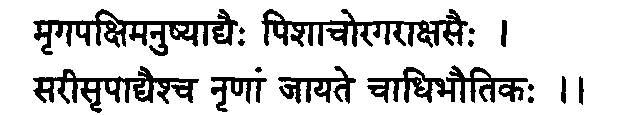 मृगपक्षिमनुष्याद्यैः पिशाचोरगराक्षसैः ।
सरीसृपाद्यैश्च नृणां जायते चाधिभौतिकः ।।